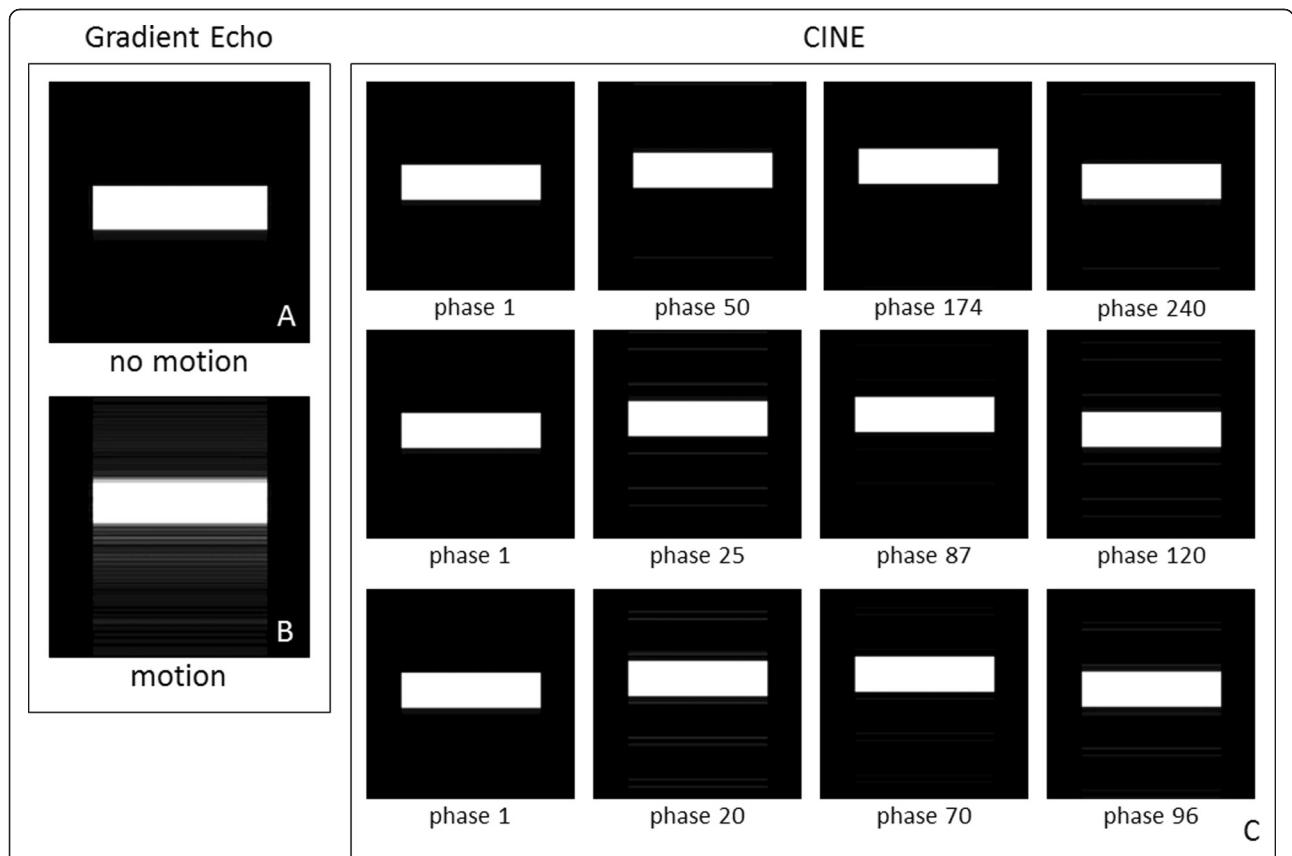 Gradient Echo
CINE
A
no motion
B
motion
phase 1 phase 50 phase 174 phase 240
phase 1 phase 25 phase 87 phase 120
phase 1 phase 20 phase 70 phase 96
C